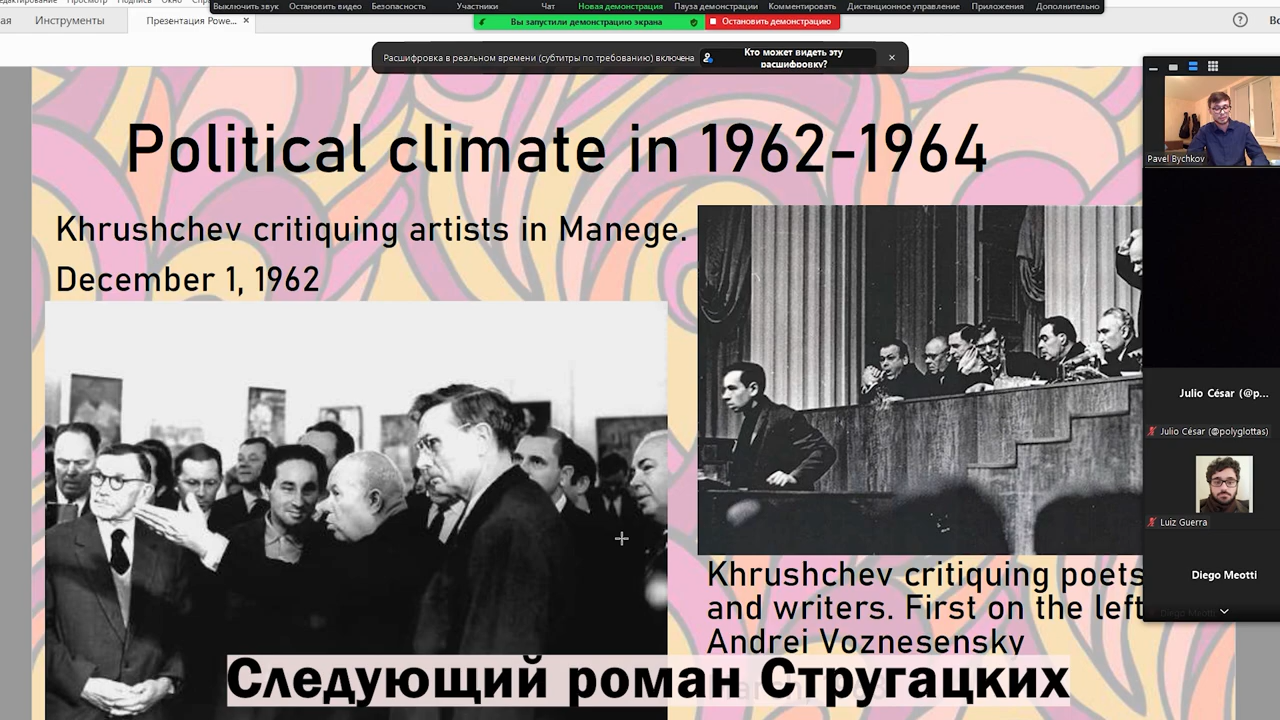 Выключить звук Остановить видео Безопасность Участники Чат Новая демонстрация Пауза демонстрации Комментировать Дистанционное управление Приложения Дополнительно
Инструменты Презентация Powe... ×
Вы запустили демонстрацию экрана Остановить демонстрацию
Расшифровка в реальном времени (субтитры по требованию) включена Кто может видеть эту расшифровку? ×
Political climate in 1962-1964
Khrushchev critiquing artists in Manege.
December 1, 1962
Khrushchev critiquing poets
and writers. First on the left
Andrei Voznesensky
Следующий роман Стругацких
Pavel Bychkov
Julio César (@p...
Julio César (@polyglottas)
Luiz Guerra
Diego Meotti